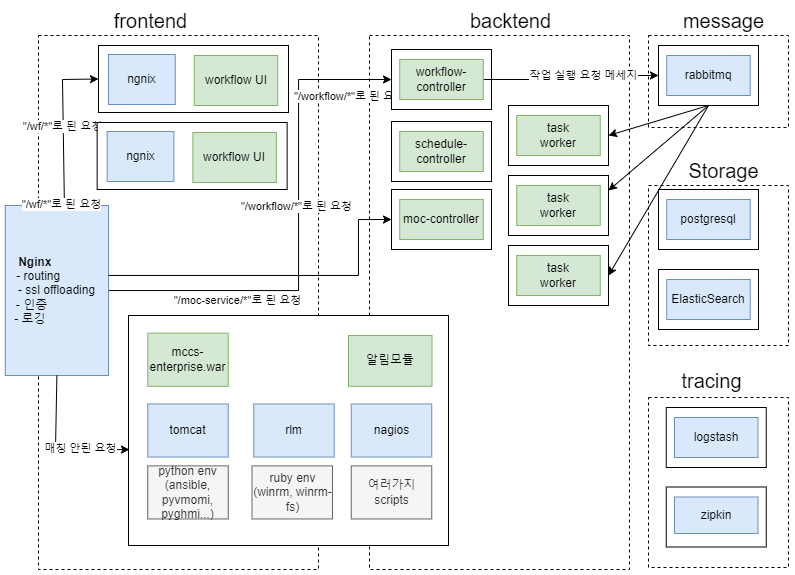 frontend
backtend
message
ngnix
workflow UI
"/wf/*"로 된 요청
ngnix
workflow UI
"/wf/*"로 된 요청
Nginx
- routing
- ssl offloading
- 인증
- 로깅
"/workflow/*"로 된 요
"/workflow/*"로 된 요청
"/moc-service/*"로 된 요청
매칭 안된 요청
workflow-
controller
작업 실행 요청 메세지
rabbitmq
schedule-
controller
moc-controller
task
worker
task
worker
task
worker
Storage
postgresql
ElasticSearch
mccs-
enterprise.war
알림모듈
tomcat
rlm
nagios
python env
(ansible,
pyvmomi,
pyghmi...)
ruby env
(winrm, winrm-
fs)
여러가지
scripts
tracing
logstash
zipkin